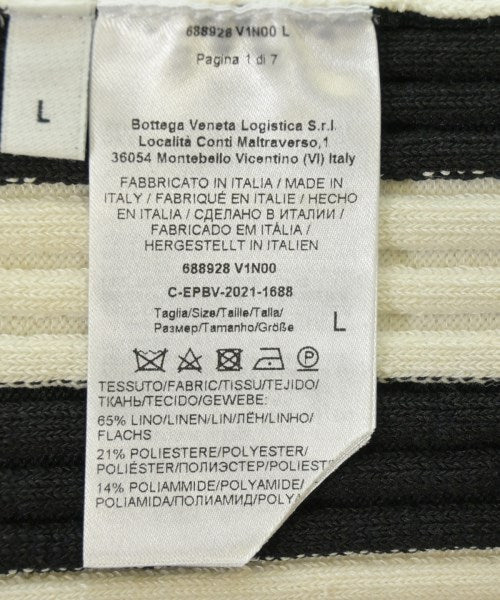 688928 V1N00 L
Pagina 1 di 7
L
Bottega Veneta Logistica S.r.l.
Località Conti Maltraverso,1
36054 Montebello Vicentino (VI) Italy
FABBRICATO IN ITALIA / MADE IN
ITALY / FABRIQUÉ EN ITALIE / HECHO
EN ITALIA / СДЕЛАНО В ИТАЛИИ /
FABRICADO EM ITÀLIA /
HERGESTELLT IN ITALIEN
688928 V1N00
C-EPBV-2021-1688
Taglia/Size/Taille/Talla/
Размер/Tamanho/Größe L
P
TESSUTO/FABRIC/TISSU/TEJIDO/
ТКАНЬ/TECIDO/GEWEBE:
65% LINO/LINEN/LIN/ЛЁН/LINHO/
FLACHS
21% POLIESTERE/POLYESTER/
POLIÉSTER/ПОЛИЭСТЕР/POLIEST
14% POLIAMMIDE/POLYAMIDE/
POLIAMIDA/ПОЛИАМИД/POLYA